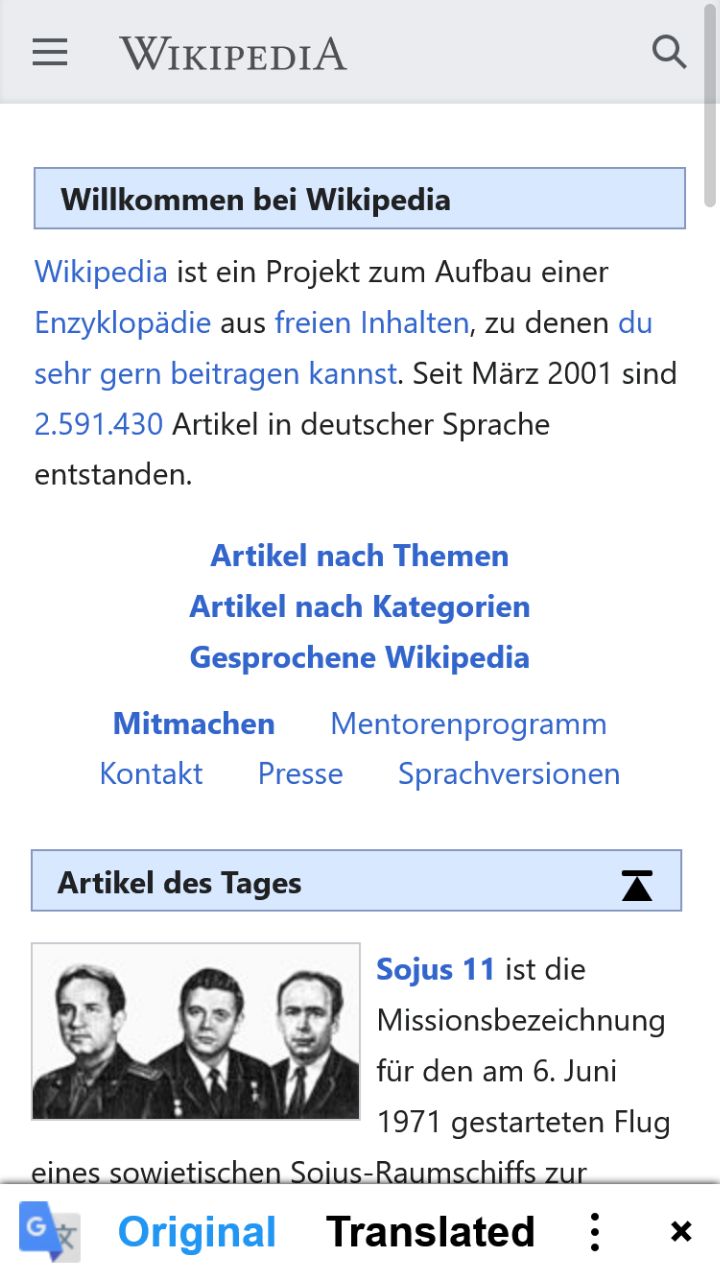 WIKIPEDIA
Willkommen bei Wikipedia
Wikipedia ist ein Projekt zum Aufbau einer
Enzyklopädie aus freien Inhalten, zu denen du
sehr gern beitragen kannst. Seit März 2001 sind
2.591.430 Artikel in deutscher Sprache
entstanden.
Artikel nach Themen
Artikel nach Kategorien
Gesprochene Wikipedia
Mitmachen Mentorenprogramm
Kontakt Presse Sprachversionen
Artikel des Tages
Sojus 11 ist die
Missionsbezeichnung
für den am 6. Juni
1971 gestarteten Flug
eines sowjetischen Sojus-Raumschiffs zur
G 文 Original Translated